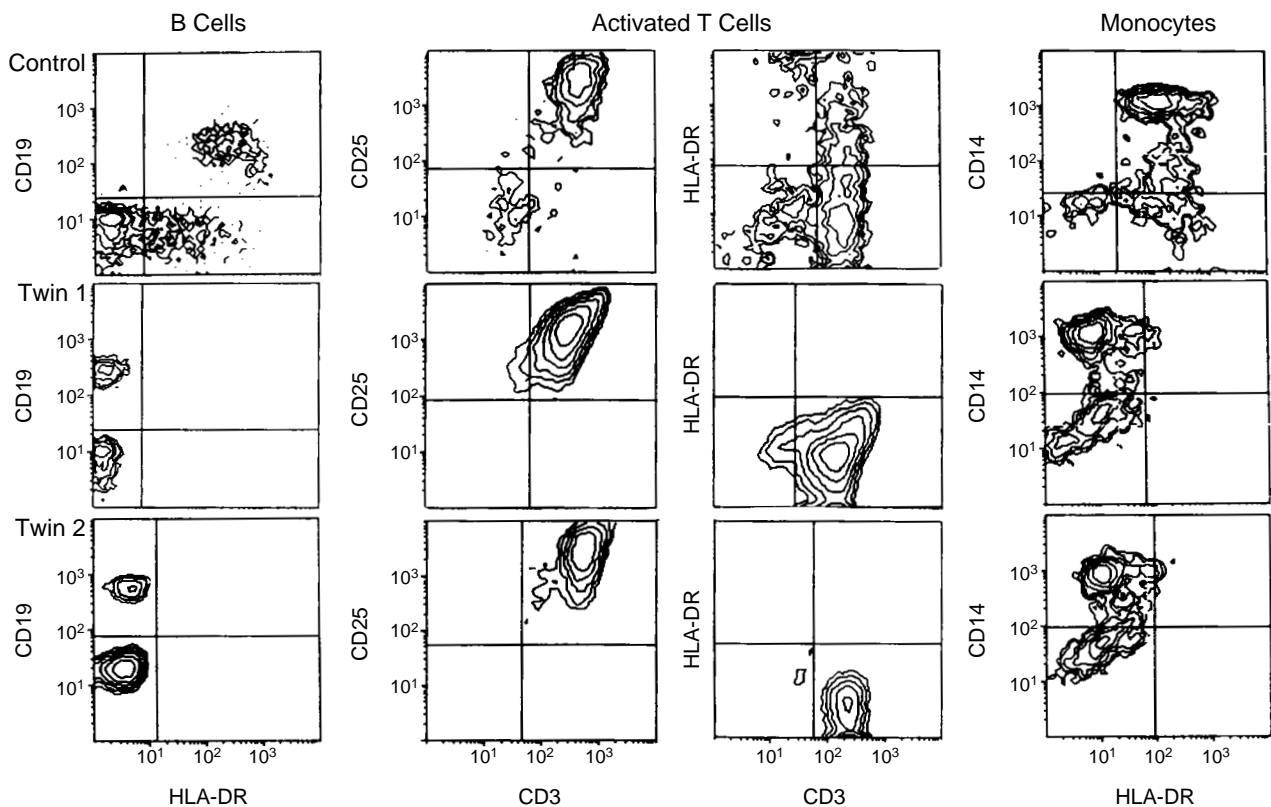 B Cells
Activated T Cells
Monocytes
Control
CD19
10³
10²
10¹
CD25
10³
10²
10¹
HLA-DR
CD14
10³
10²
10¹
Twin 1
CD19
10³
10²
10¹
CD25
10³
10²
10¹
HLA-DR
CD14
10³
10²
10¹
Twin 2
CD19
10³
10²
10¹
CD25
10³
10²
10¹
HLA-DR
CD14
10³
10²
10¹
10¹ 10² 10³
10¹ 10² 10³
10¹ 10² 10³
10¹ 10² 10³
HLA-DR
CD3
CD3
HLA-DR